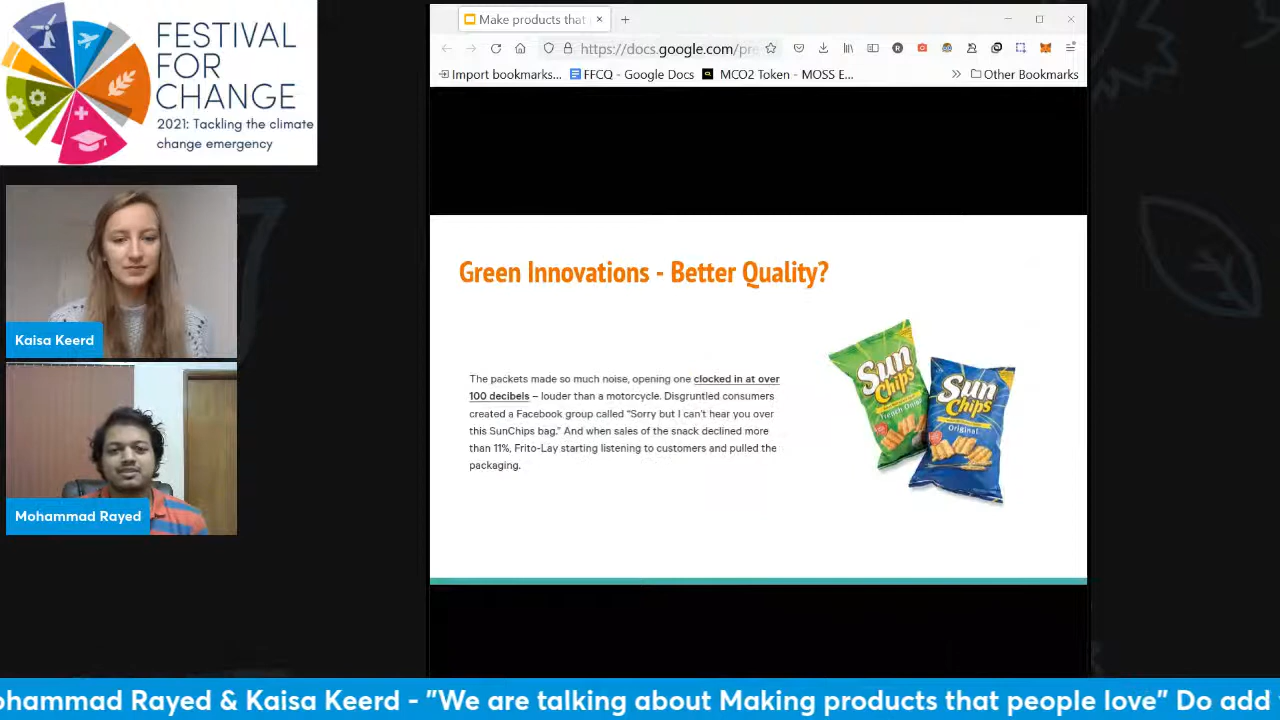 FESTIVAL
FOR
CHANGE
2021: Tackling the climate
change emergency
Kaisa Keerd
Mohammad Rayed
Make products that
https://docs.google.com/pre
Import bookmarks...
FFCQ - Google Docs
MCO2 Token - MOSS E...
Other Bookmarks
Green Innovations - Better Quality?
The packets made so much noise, opening one clocked in at over
100 decibels – louder than a motorcycle. Disgruntled consumers
created a Facebook group called “Sorry but I can’t hear you over
this SunChips bag.” And when sales of the snack declined more
than 11%, Frito-Lay starting listening to customers and pulled the
packaging.
Sun
Chips
French Onion
Sun
Chips
Original
ohammad Rayed & Kaisa Keerd - "We are talking about Making products that people love" Do add